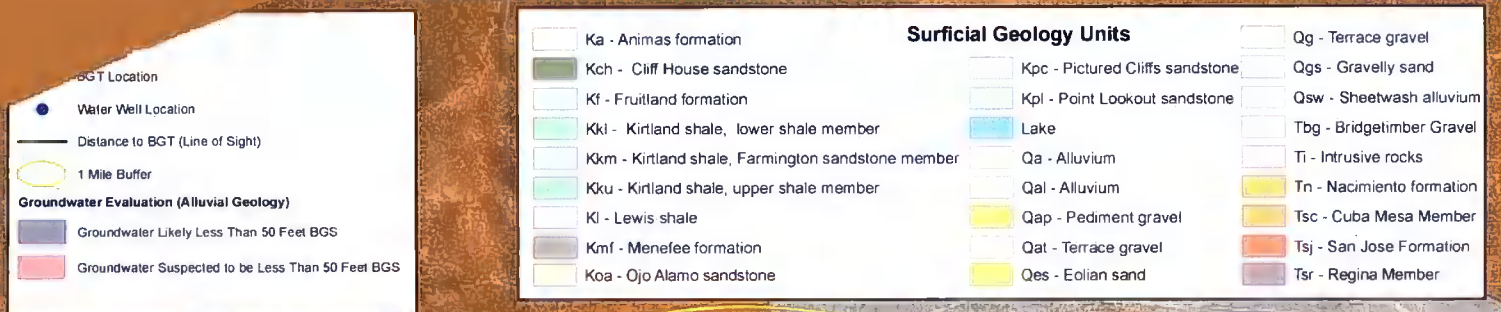 BGT Location
Water Well Location
Distance to BGT (Line of Sight)
1 Mile Buffer
Groundwater Evaluation (Alluvial Geology)
Groundwater Likely Less Than 50 Feet BGS
Groundwater Suspected to be Less Than 50 Feet BGS
Surficial Geology Units
Ka - Animas formation
Kch - Cliff House sandstone
Kf - Fruitland formation
Kkl - Kirtland shale, lower shale member
Kkm - Kirtland shale, Farmington sandstone member
Kku - Kirtland shale, upper shale member
Kl - Lewis shale
Kmf - Menefee formation
Koa - Ojo Alamo sandstone
Kpc - Pictured Cliffs sandstone
Kpl - Point Lookout sandstone
Lake
Qa - Alluvium
Qal - Alluvium
Qap - Pediment gravel
Qat - Terrace gravel
Qes - Eolian sand
Qg - Terrace gravel
Qgs - Gravelly sand
Qsw - Sheetwash alluvium
Tbg - Bridgetimber Gravel
Ti - Intrusive rocks
Tn - Nacimiento formation
Tsc - Cuba Mesa Member
Tsj - San Jose Formation
Tsr - Regina Member